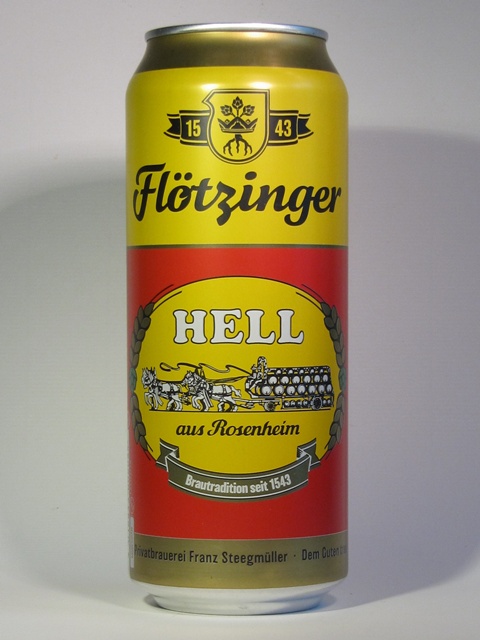 15 43
Flötzinger
HELL
aus Rosenheim
Brautradition seit 1543
Privatbrauerei Franz Steegmüller · Dem Guten